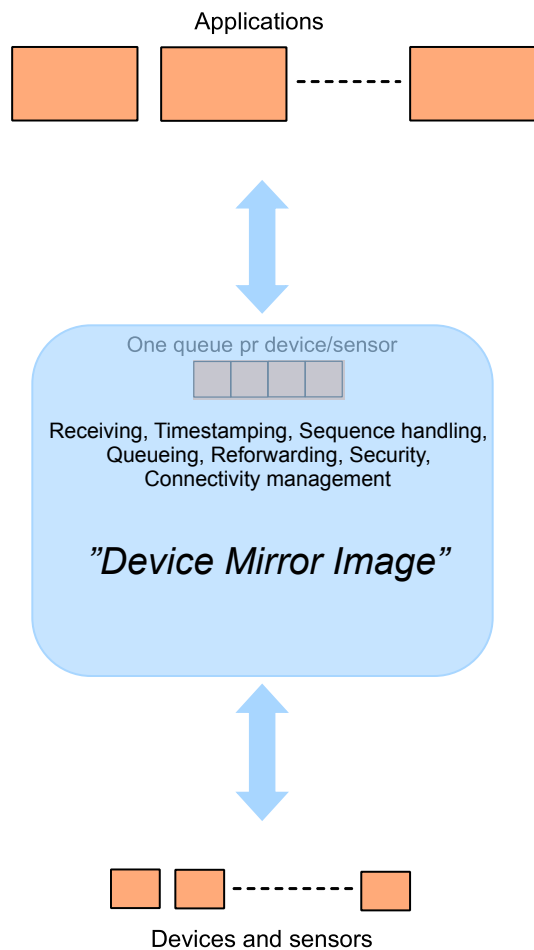 Applications
One queue pr device/sensor
Receiving, Timestamping, Sequence handling,
Queueing, Reforwarding, Security,
Connectivity management
”Device Mirror Image”
Devices and sensors